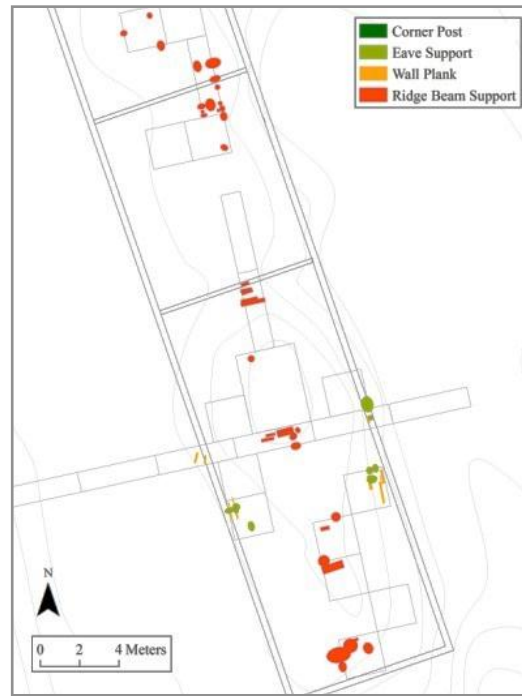 Corner Post
Eave Support
Wall Plank
Ridge Beam Support
N
0 2 4 Meters